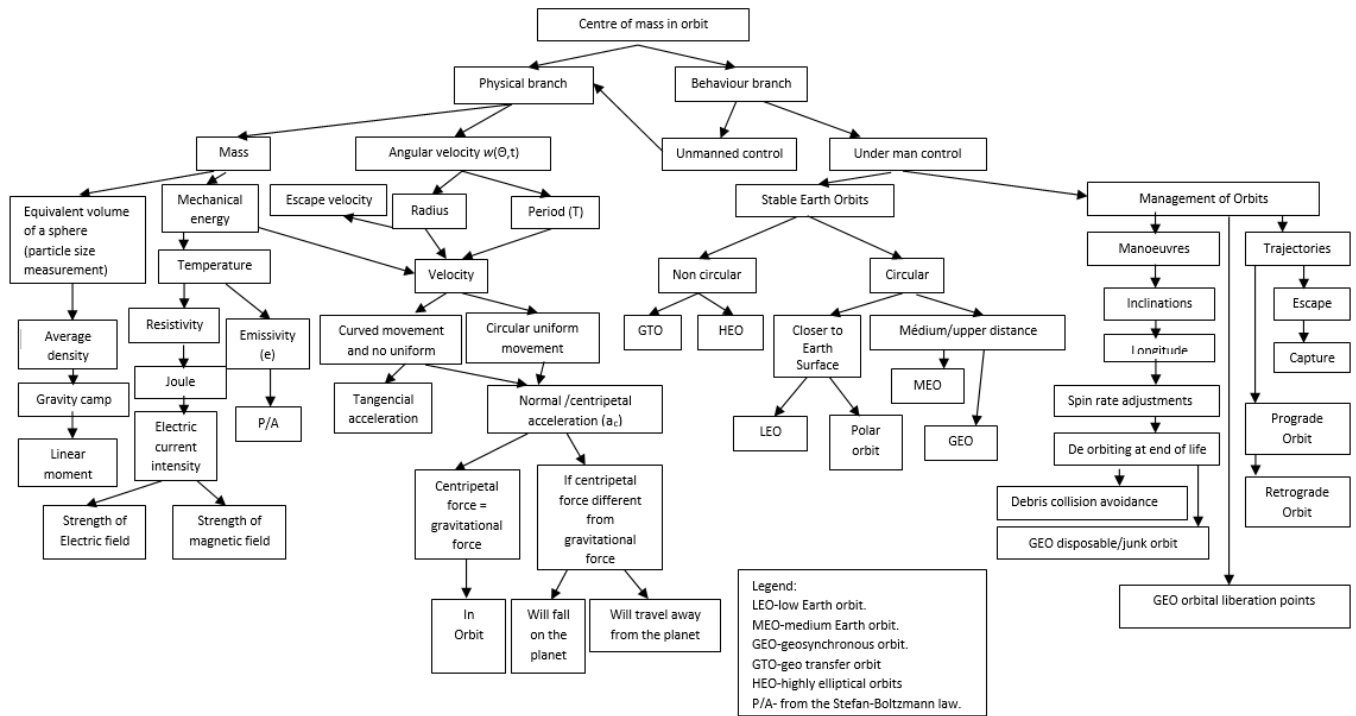 Centre of mass in orbit
Physical branch
Behaviour branch
Mass
Angular velocity w(Θ,t)
Unmanned control
Under man control
Equivalent volume
of a sphere
(particle size
measurement)
Mechanical
energy
Escape velocity
Radius
Period (T)
Stable Earth Orbits
Management of Orbits
Temperature
Velocity
Non circular
Circular
Manoeuvres
Trajectories
Average
density
Resistivity
Emissivity
(e)
Curved movement
and no uniform
Circular uniform
movement
GTO
HEO
Closer to
Earth
Surface
Médium/upper distance
Inclinations
Longitude
Escape
Capture
Gravity camp
Joule
P/A
Tangencial
acceleration
Normal /centripetal
acceleration (ac)
MEO
Spin rate adjustments
Linear
moment
Electric
current
intensity
LEO
Polar
orbit
GEO
De orbiting at end of life
Prograde
Orbit
Strength of
Electric field
Strength of
magnetic field
Centripetal
force =
gravitational
force
If centripetal
force different
from
gravitational
force
Debris collision avoidance
Retrograde
Orbit
GEO disposable/junk orbit
In
Orbit
Will fall
on the
planet
Will travel away
from the planet
GEO orbital liberation points
Legend:
LEO-low Earth orbit.
MEO-medium Earth orbit.
GEO-geosynchronous orbit.
GTO-geo transfer orbit
HEO-highly elliptical orbits
P/A- from the Stefan-Boltzmann law.